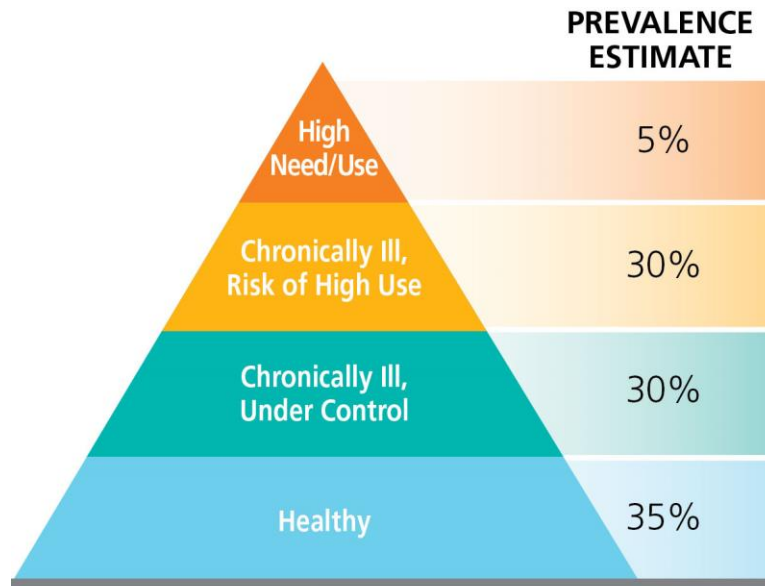 PREVALENCE
ESTIMATE
High
Need/Use
5%
Chronically Ill,
Risk of High Use
30%
Chronically Ill,
Under Control
30%
Healthy
35%